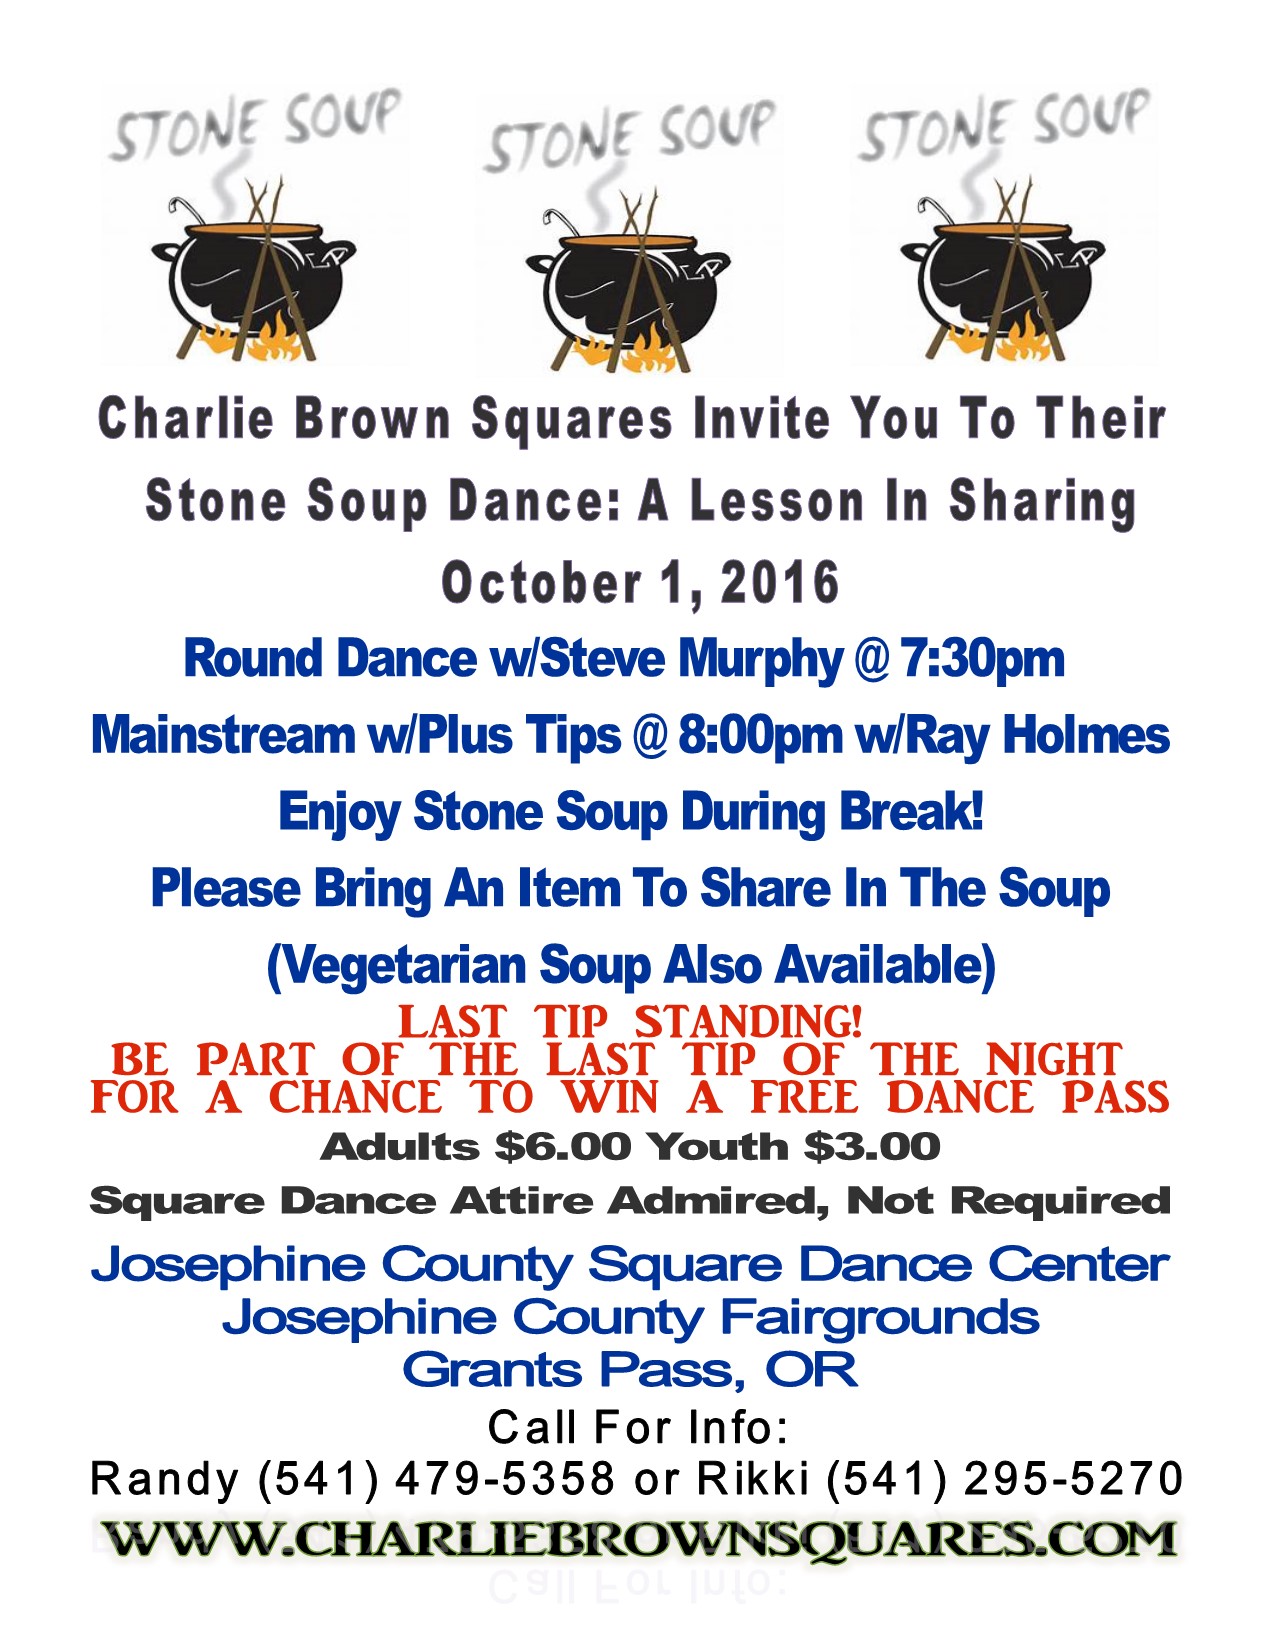 STONE SOUP STONE SOUP STONE SOUP
Charlie Brown Squares Invite You To Their
Stone Soup Dance: A Lesson In Sharing
October 1, 2016
Round Dance w/Steve Murphy @ 7:30pm
Mainstream w/Plus Tips @ 8:00pm w/Ray Holmes
Enjoy Stone Soup During Break!
Please Bring An Item To Share In The Soup
(Vegetarian Soup Also Available)
LAST TIP STANDING!
BE PART OF THE LAST TIP OF THE NIGHT
FOR A CHANCE TO WIN A FREE DANCE PASS
Adults $6.00 Youth $3.00
Square Dance Attire Admired, Not Required
Josephine County Square Dance Center
Josephine County Fairgrounds
Grants Pass, OR
Call For Info:
Randy (541) 479-5358 or Rikki (541) 295-5270
WWW.CHARLIEBROWNSQUARES.COM